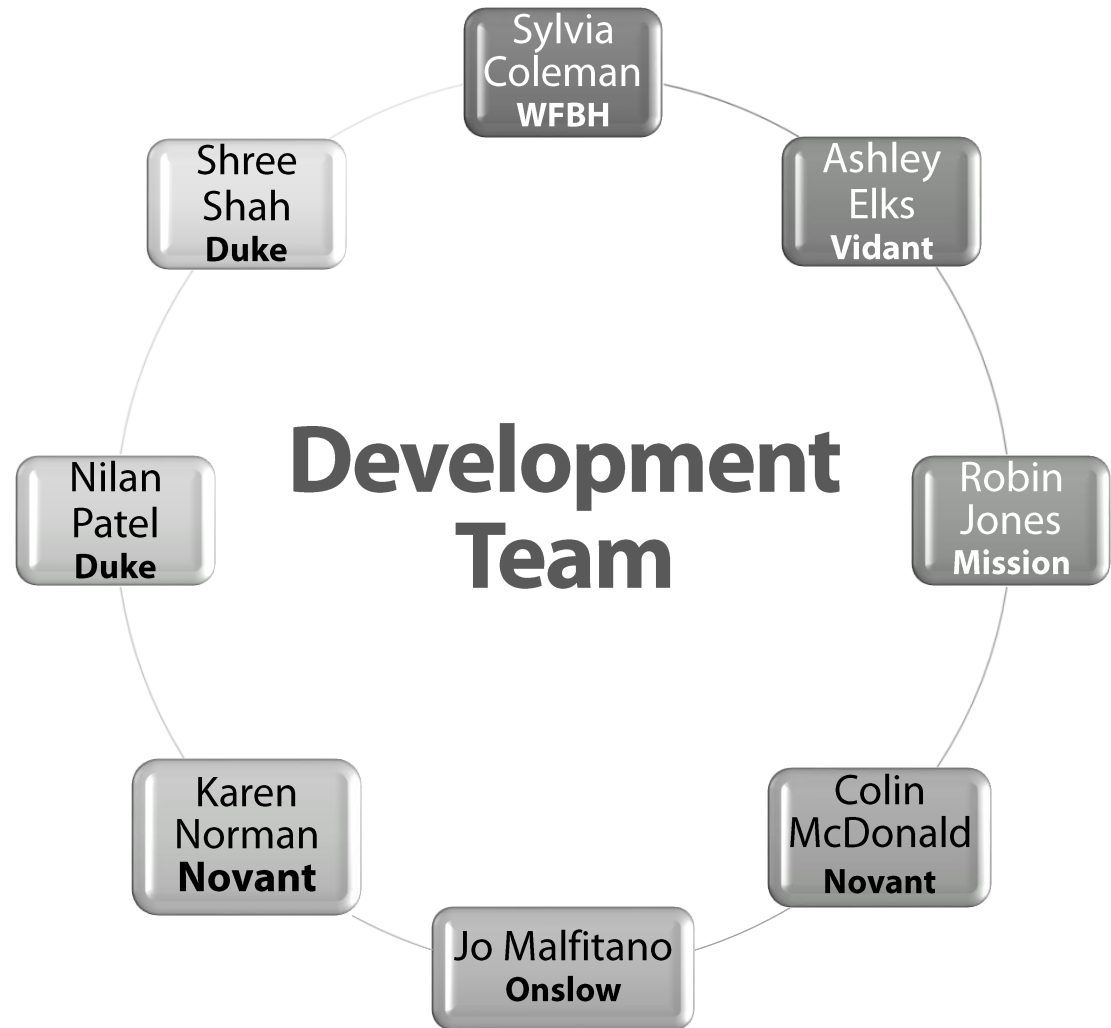 Sylvia
Coleman
WFBH
Ashley
Elks
Vidant
Robin
Jones
Mission
Colin
McDonald
Novant
Jo Malfitano
Onslow
Karen
Norman
Novant
Nilan
Patel
Duke
Shree
Shah
Duke
Development
Team